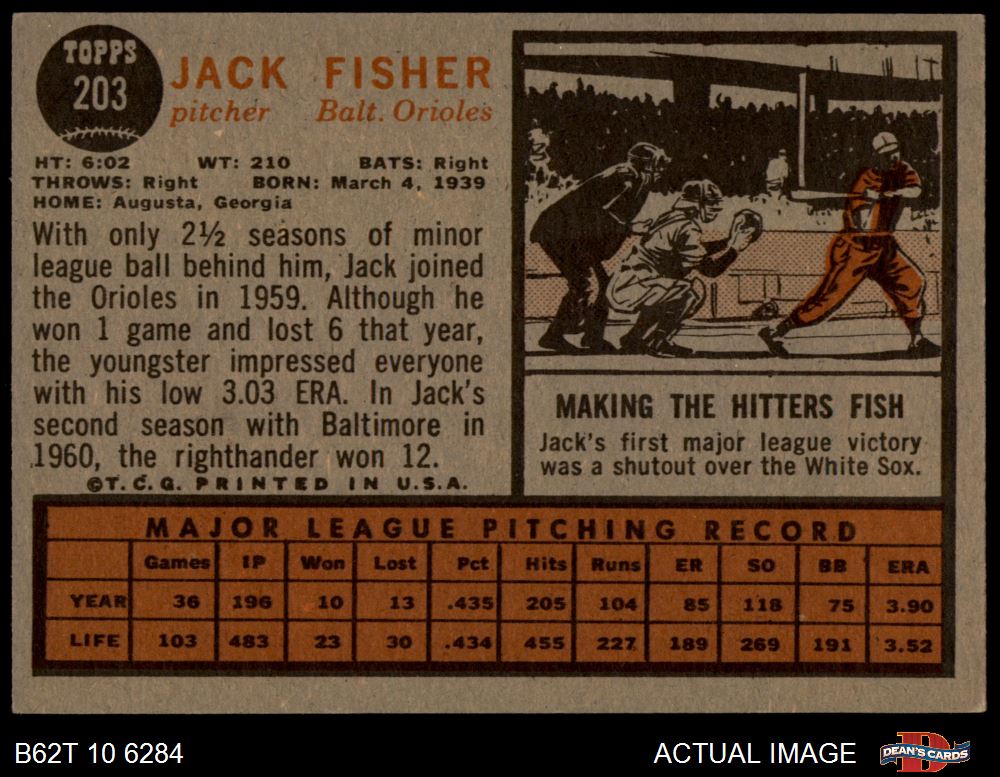 TOPPS
203
JACK FISHER
pitcher Balt. Orioles
HT: 6:02 WT: 210 BATS: Right
THROWS: Right BORN: March 4, 1939
HOME: Augusta, Georgia
With only 2½ seasons of minor
league ball behind him, Jack joined
the Orioles in 1959. Although he
won 1 game and lost 6 that year,
the youngster impressed everyone
with his low 3.03 ERA. In Jack's
second season with Baltimore in
1960, the righthander won 12.
©T.C.G. PRINTED IN U.S.A.
MAKING THE HITTERS FISH
Jack's first major league victory
was a shutout over the White Sox.
MAJOR LEAGUE PITCHING RECORD
Games IP Won Lost Pct Hits Runs ER SO BB ERA
YEAR 36 196 10 13 .435 205 104 85 118 75 3.90
LIFE 103 483 23 30 .434 455 227 189 269 191 3.52
B62T 10 6284
ACTUAL IMAGE
DEAN'S CARDS